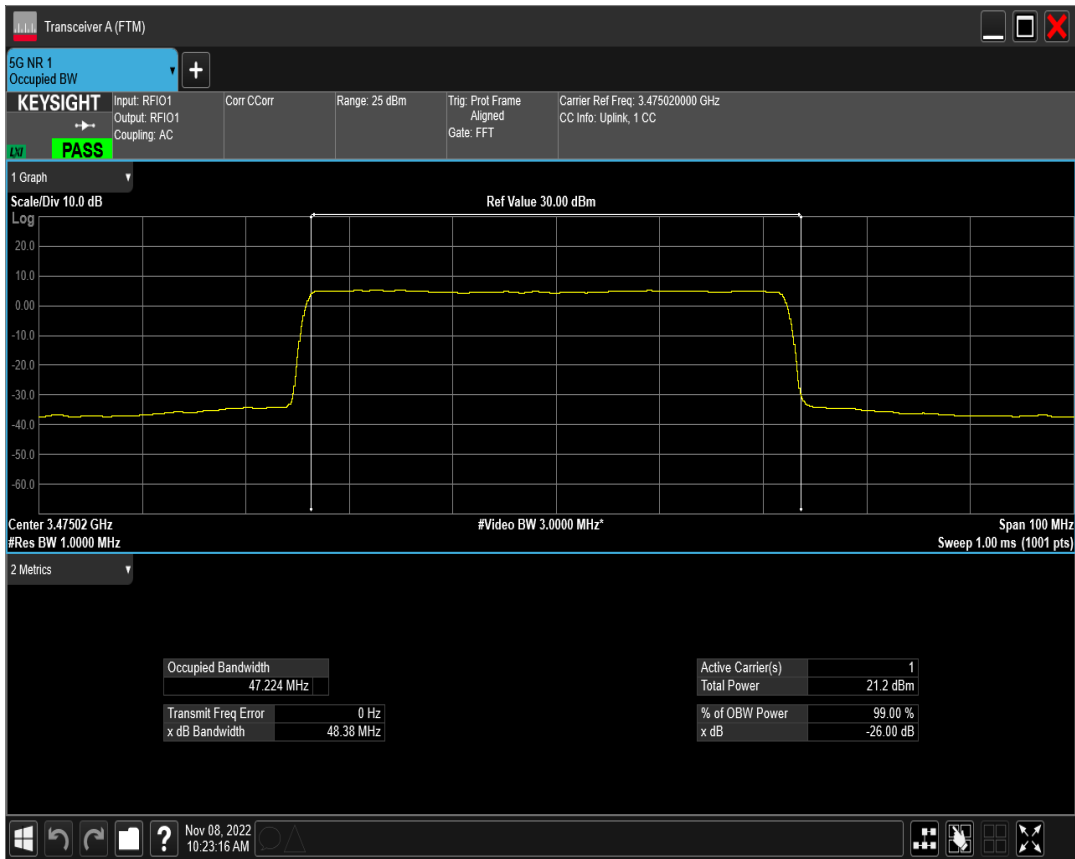 Transceiver A (FTM)
5G NR 1
Occupied BW
+
KEYSIGHT
LXI
PASS
Input: RFIO1
Output: RFIO1
Coupling: AC
Corr CCorr
Range: 25 dBm
Trig: Prot Frame
Aligned
Gate: FFT
Carrier Ref Freq: 3.475020000 GHz
CC Info: Uplink, 1 CC
1 Graph
Scale/Div 10.0 dB
Ref Value 30.00 dBm
Log
20.0
10.0
0.00
-10.0
-20.0
-30.0
-40.0
-50.0
-60.0
Center 3.47502 GHz
#Video BW 3.0000 MHz*
Span 100 MHz
#Res BW 1.0000 MHz
Sweep 1.00 ms (1001 pts)
2 Metrics
Occupied Bandwidth
47.224 MHz
Transmit Freq Error 0 Hz
x dB Bandwidth 48.38 MHz
Active Carrier(s) 1
Total Power 21.2 dBm
% of OBW Power 99.00 %
x dB -26.00 dB
?
Nov 08, 2022
10:23:16 AM